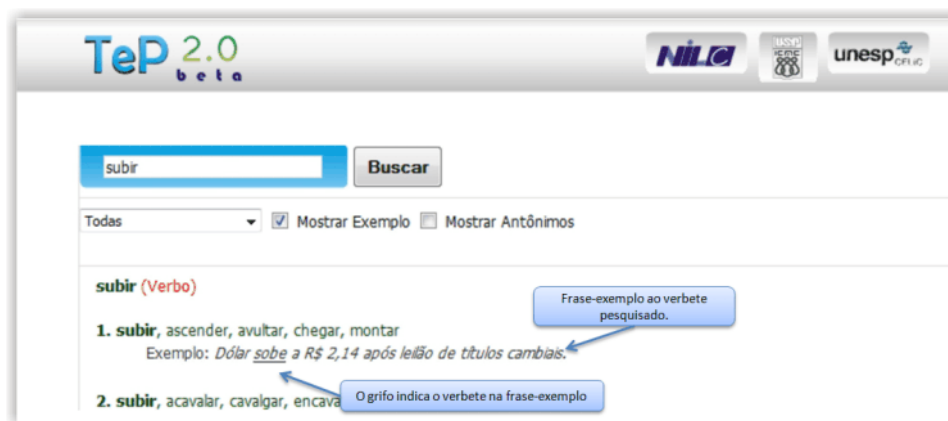 TeP 2.0
beta
NILC
unesp
subir
Buscar
Todas
Mostrar Exemplo
Mostrar Antônimos
subir (Verbo)
Frase-exemplo ao verbete
pesquisado.
1. subir, ascender, avultar, chegar, montar
Exemplo: Dólar sobe a R$ 2,14 após leilão de títulos cambiais.
2. subir, acavalar, cavalgar, encava
O grifo indica o verbete na frase-exemplo